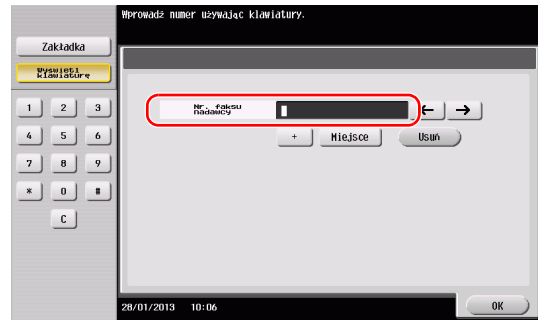 Wprowadź numer używając klawiatury.
Zakładka
Wyświetl
klawiaturę
1 2 3
4 5 6
7 8 9
* 0 #
C
Nr. faksu
nadawcy
← →
+ Miejsce Usuń
28/01/2013 10:06
OK